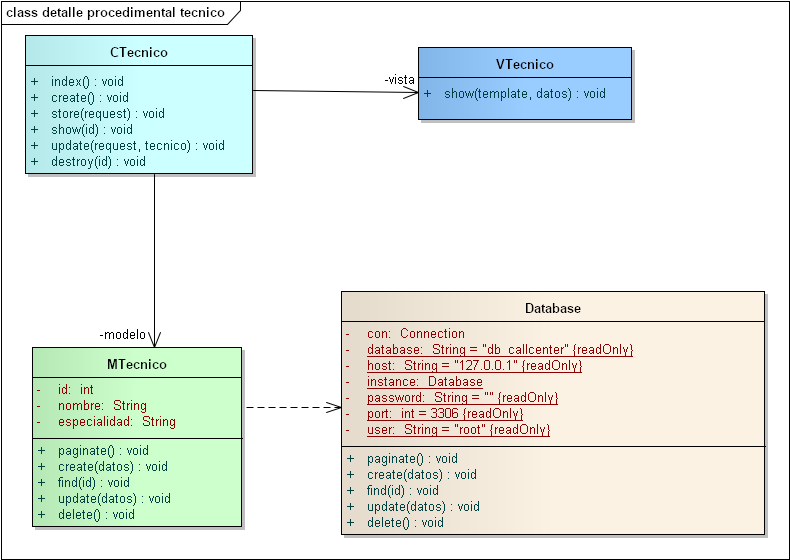 class detalle procedimental tecnico
CTecnico
+ index() : void
+ create() : void
+ store(request) : void
+ show(id) : void
+ update(request, tecnico) : void
+ destroy(id) : void
-vista
VTecnico
+ show(template, datos) : void
-modelo
MTecnico
- id: int
- nombre: String
- especialidad: String
+ paginate() : void
+ create(datos) : void
+ find(id) : void
+ update(datos) : void
+ delete() : void
Database
- con: Connection
- database: String = "db_callcenter" {readOnly}
- host: String = "127.0.0.1" {readOnly}
- instance: Database
- password: String = "" {readOnly}
- port: int = 3306 {readOnly}
- user: String = "root" {readOnly}
+ paginate() : void
+ create(datos) : void
+ find(id) : void
+ update(datos) : void
+ delete() : void